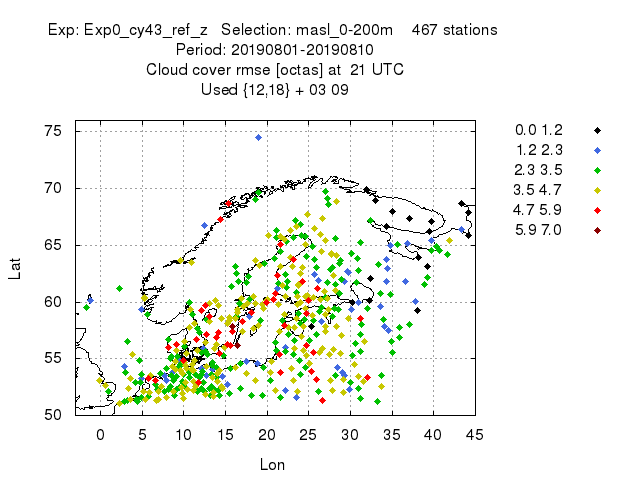 Exp: Exp0_cy43_ref_z   Selection: masl_0-200m    467 stations
Period: 20190801-20190810
Cloud cover rmse [octas] at  21 UTC
Used {12,18} + 03 09
75
70
65
60
55
50
Lat
0 5 10 15 20 25 30 35 40 45
Lon
0.0 1.2
1.2 2.3
2.3 3.5
3.5 4.7
4.7 5.9
5.9 7.0